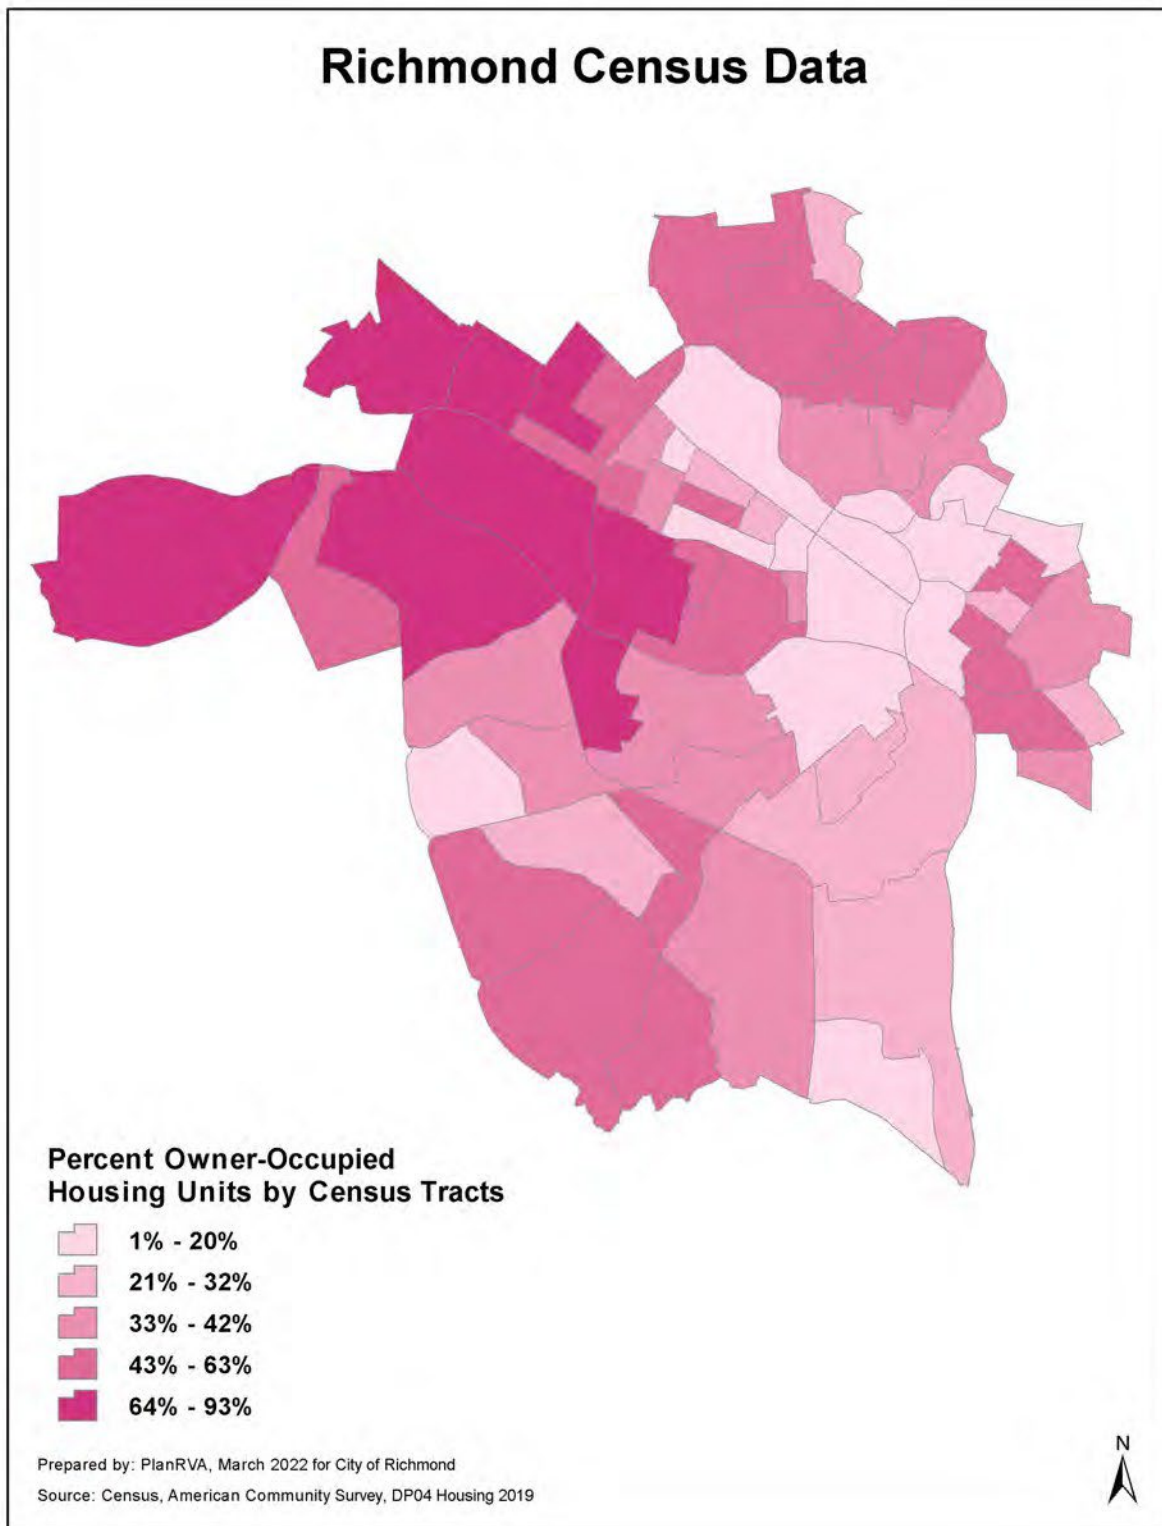 Richmond Census Data
Percent Owner-Occupied
Housing Units by Census Tracts
1% - 20%
21% - 32%
33% - 42%
43% - 63%
64% - 93%
Prepared by: PlanRVA, March 2022 for City of Richmond
Source: Census, American Community Survey, DP04 Housing 2019
N